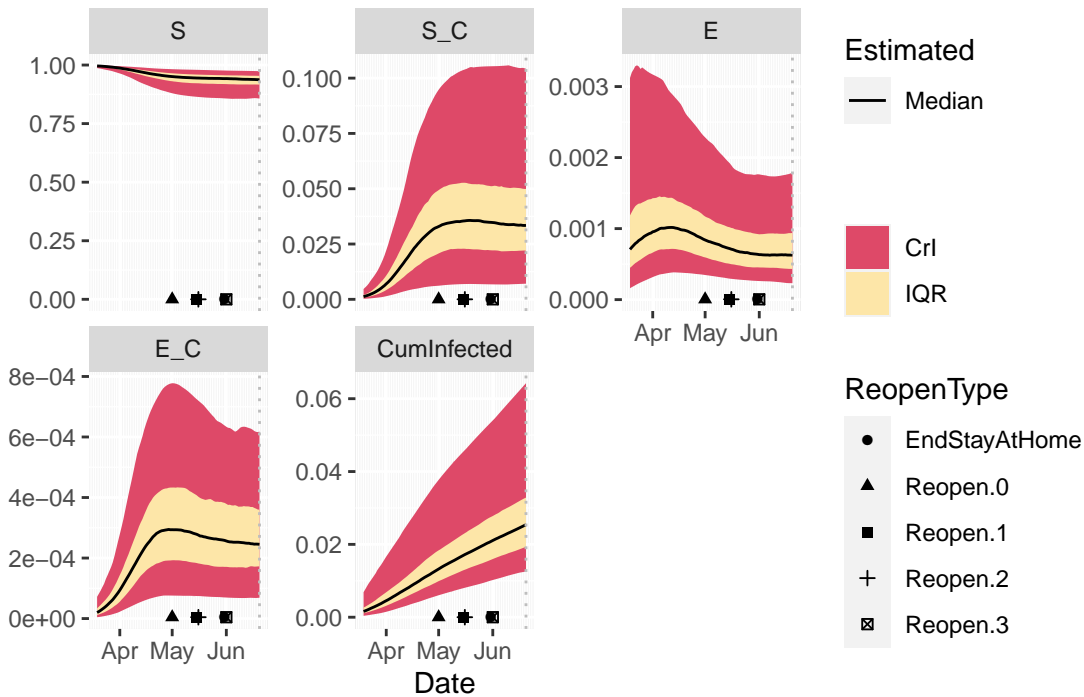 S
S_C
E
1.00
0.75
0.50
0.25
0.00
0.100
0.075
0.050
0.025
0.000
0.003
0.002
0.001
0.000
Apr May Jun
E_C
CumInfected
8e−04
6e−04
4e−04
2e−04
0e+00
0.06
0.04
0.02
0.00
Apr May Jun
Apr May Jun
Date
Estimated
Median
CrI
IQR
ReopenType
EndStayAtHome
Reopen.0
Reopen.1
Reopen.2
Reopen.3